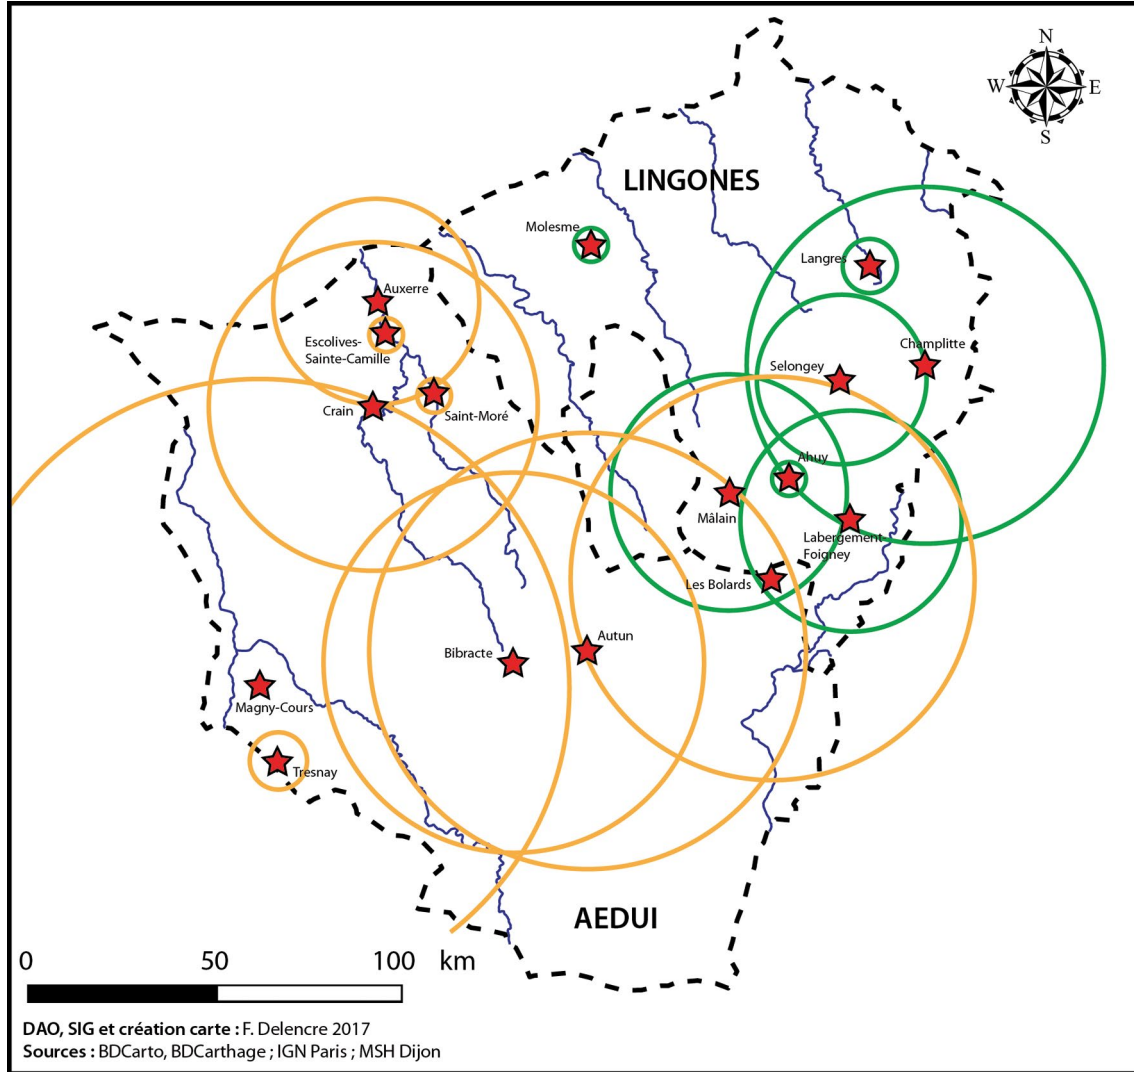 N
W E
S
LINGONES
Molesme
Langres
Auxerre
Escolives-
Sainte-Camille
Champlitte
Selongey
Crain
Saint-Moré
Ahuy
Mâlain
Labergement-
Foigney
Les Bolards
Autun
Bibracte
Magny-Cours
Tresnay
AEDUI
0 50 100 km
DAO, SIG et création carte : F. Delencre 2017
Sources : BDCarto, BDCarthage ; IGN Paris ; MSH Dijon